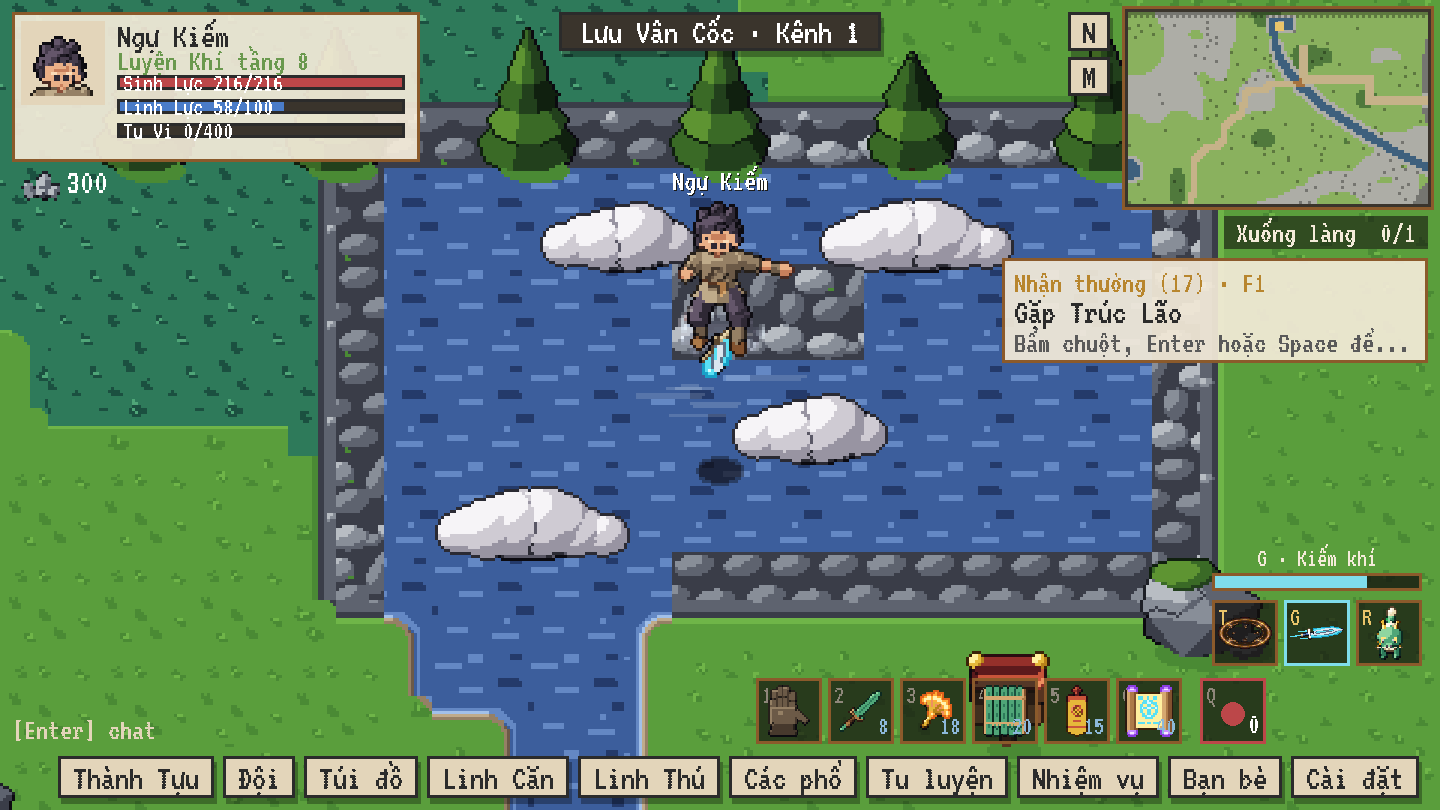 Ngự Kiếm
Luyện Khí tầng 8
Sinh Lực 216/216
Linh Lực 58/100
Tu Vi 0/400
300
Lưu Vân Cốc · Kênh 1
N
M
Ngự Kiếm
Xuống làng 0/1
Nhận thưởng (17) · F1
Gặp Trúc Lão
Bấm chuột, Enter hoặc Space để...
G · Kiếm khí
T
G
R
1
2 8
3 18
4 20
5 15
40
Q 0
[Enter] chat
Thành Tựu
Đội
Túi đồ
Linh Căn
Linh Thú
Các phổ
Tu luyện
Nhiệm vụ
Bạn bè
Cài đặt